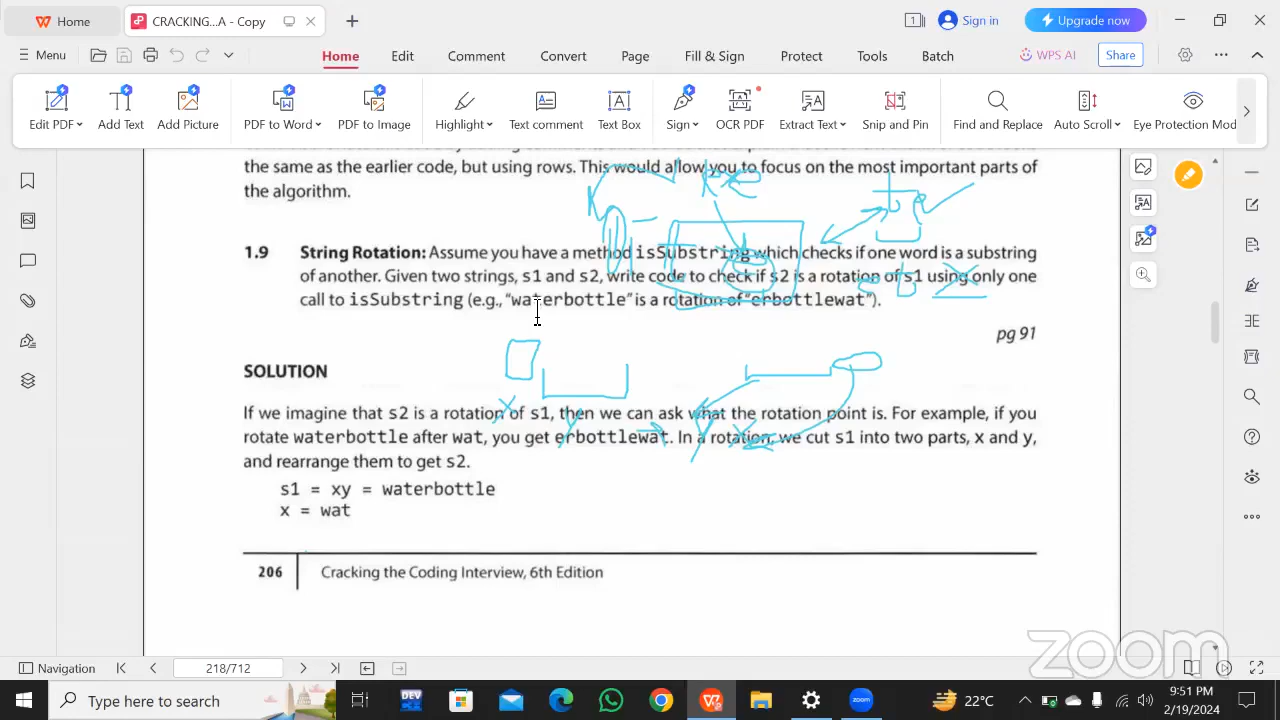 Home
CRACKING...A - Copy
Sign in
Upgrade now
Menu
Home Edit Comment Convert Page Fill & Sign Protect Tools Batch
WPS AI
Share
Edit PDF Add Text Add Picture PDF to Word PDF to Image Highlight Text comment Text Box Sign OCR PDF Extract Text Snip and Pin Find and Replace Auto Scroll Eye Protection Mod
the same as the earlier code, but using rows. This would allow you to focus on the most important parts of
the algorithm.
1.9 String Rotation: Assume you have a method isSubstring which checks if one word is a substring
of another. Given two strings, s1 and s2, write code to check if s2 is a rotation of s1 using only one
call to isSubstring (e.g., “waterbottle” is a rotation of “erbottlewat”).
pg 91
SOLUTION
If we imagine that s2 is a rotation of s1, then we can ask what the rotation point is. For example, if you
rotate waterbottle after wat, you get erbottlewat. In a rotation, we cut s1 into two parts, x and y,
x y y x
and rearrange them to get s2.
s1 = xy = waterbottle
x = wat
206 Cracking the Coding Interview, 6th Edition
zoom
Navigation
218/712
Type here to search
DEV
zoom
22°C
9:51 PM
2/19/2024